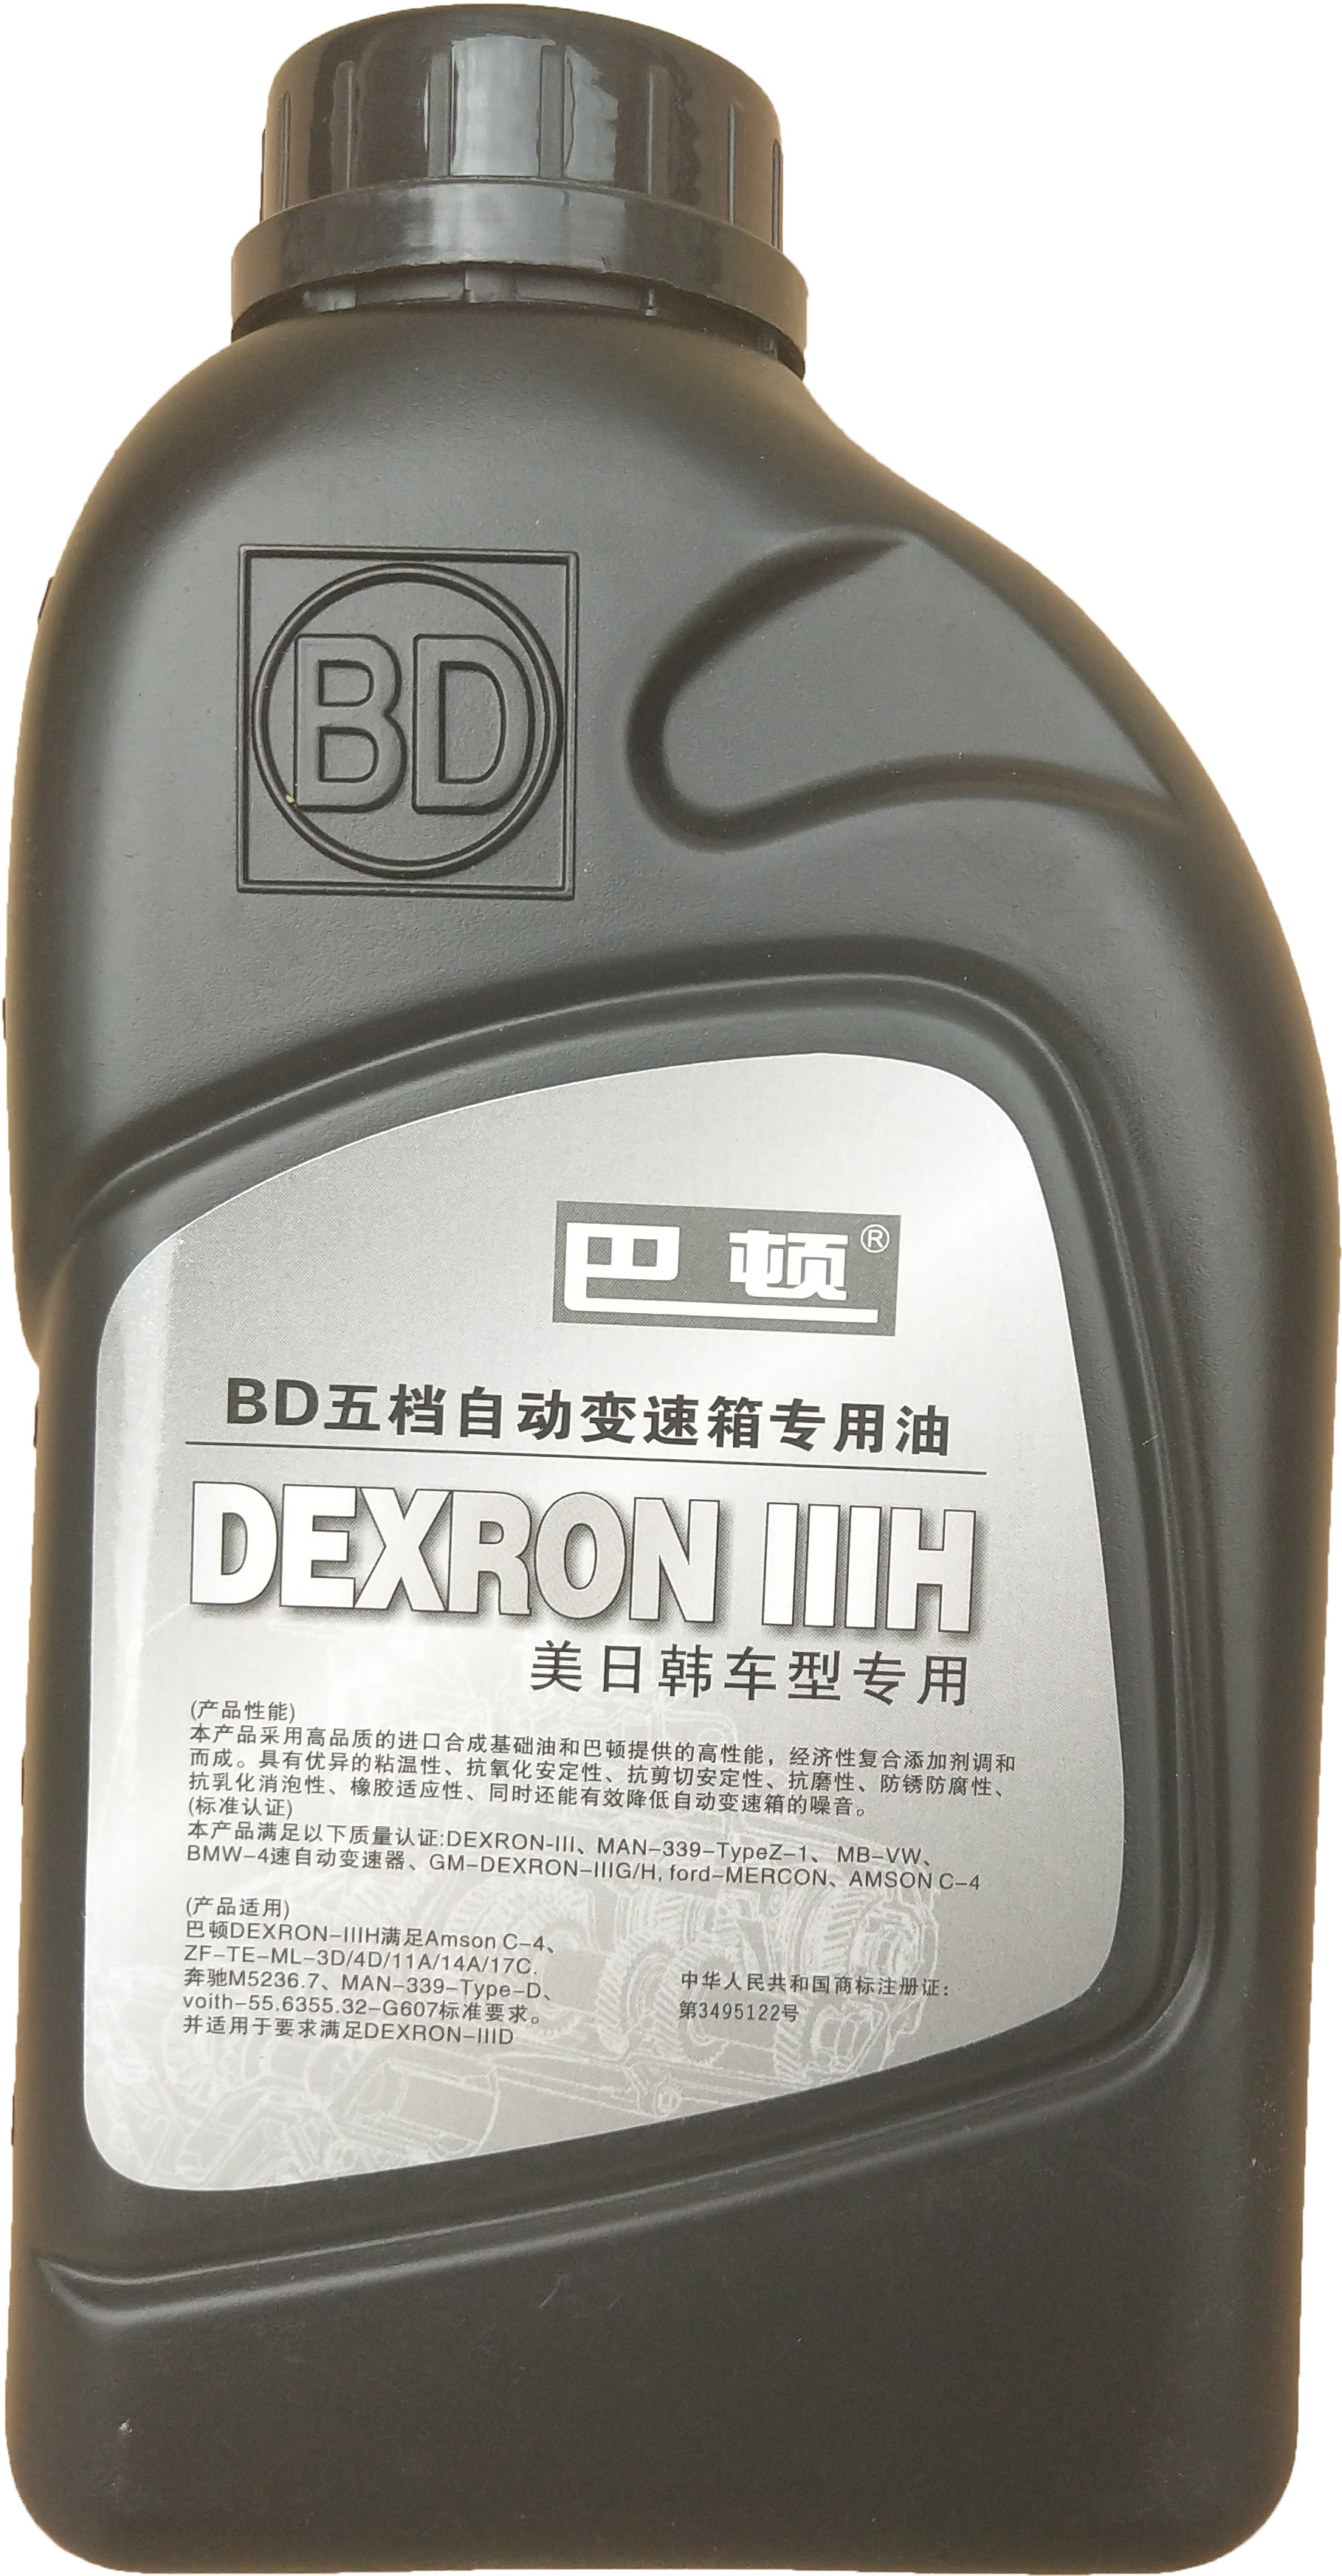 BD
巴顿®
BD五档自动变速箱专用油
DEXRON IIIH
美日韩车型专用
(产品性能)
本产品采用高品质的进口合成基础油和巴顿提供的高性能，经济性复合添加剂调和
而成。具有优异的粘温性、抗氧化安定性、抗剪切安定性、抗磨性、防锈防腐性、
抗乳化消泡性、橡胶适应性、同时还能有效降低自动变速箱的噪音。
(标准认证)
本产品满足以下质量认证:DEXRON-III、MAN-339-TypeZ-1、 MB-VW、
BMW-4速自动变速器、GM-DEXRON-IIIG/H, ford-MERCON、AMSON C-4
(产品适用)
巴顿DEXRON-IIIH满足Amson C-4、
ZF-TE-ML-3D/4D/11A/14A/17C.
奔驰M5236.7、MAN-339-Type-D、
voith-55.6355.32-G607标准要求。
并适用于要求满足DEXRON-IIID
中华人民共和国商标注册证：
第3495122号